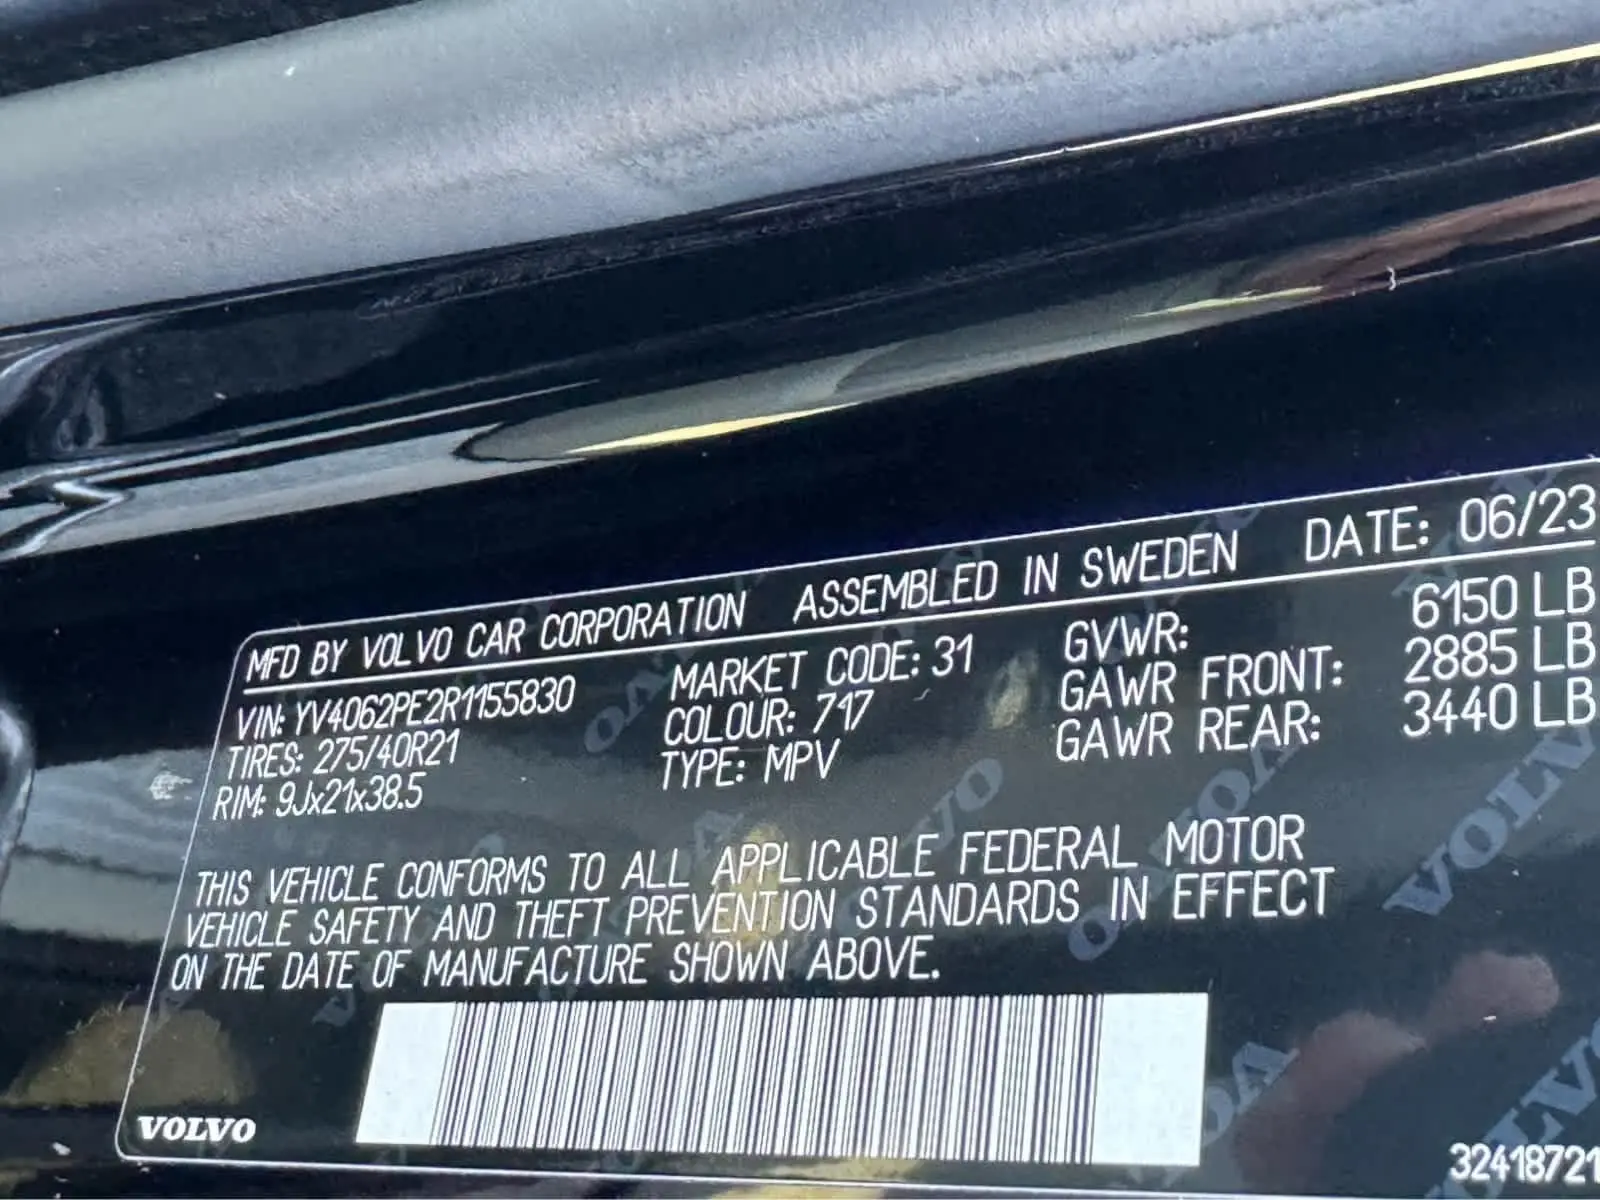 MFD BY VOLVO CAR CORPORATION ASSEMBLED IN SWEDEN DATE: 06/23
VIN: YV4062PE2R1155830 MARKET CODE: 31 GVWR: 6150 LB
TIRES: 275/40R21 COLOUR: 717 GAWR FRONT: 2885 LB
RIM: 9Jx21x38.5 TYPE: MPV GAWR REAR: 3440 LB
THIS VEHICLE CONFORMS TO ALL APPLICABLE FEDERAL MOTOR
VEHICLE SAFETY AND THEFT PREVENTION STANDARDS IN EFFECT
ON THE DATE OF MANUFACTURE SHOWN ABOVE.
VOLVO
32418721